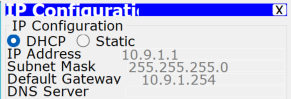 IP Configurati
X
IP Configuration
DHCP Static
IP Address 10.9.1.1
Subnet Mask 255.255.255.0
Default Gateway 10.9.1.254
DNS Server